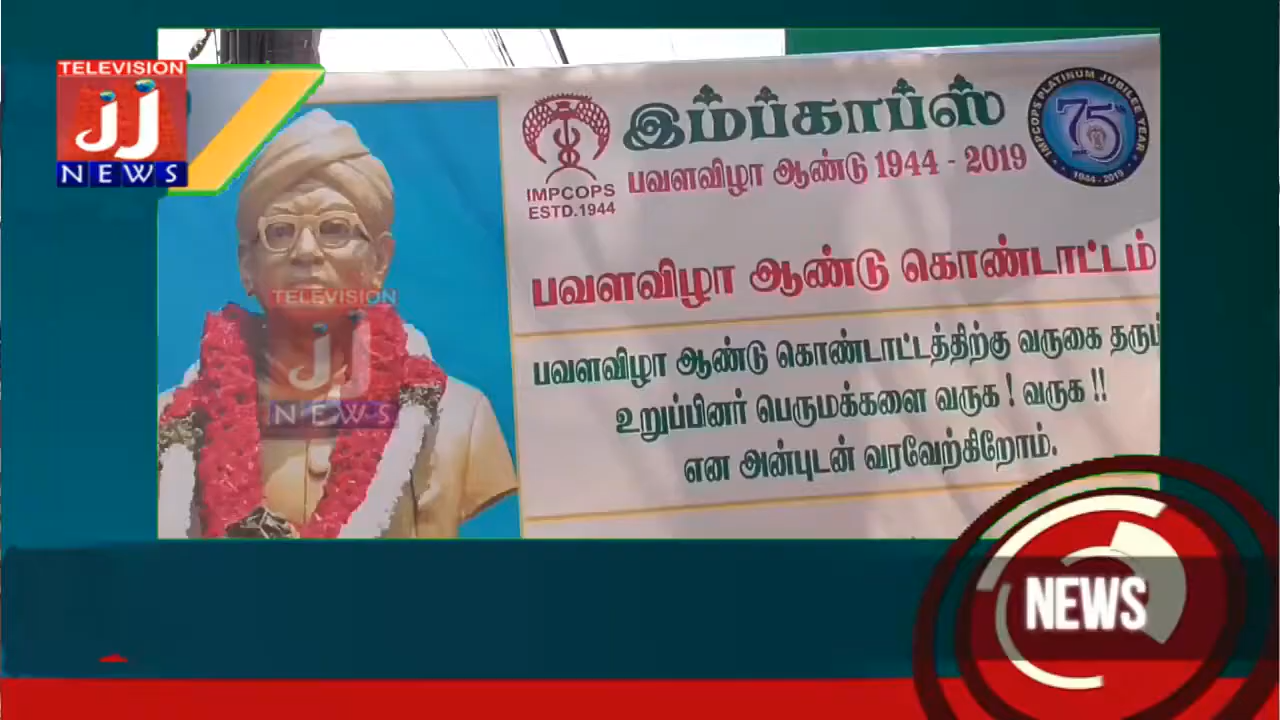 TELEVISION
JJ
NEWS
இம்ப்காப்ஸ்
பவளவிழா ஆண்டு 1944 - 2019
IMPCOPS
ESTD.1944
IMPCOPS PLATINUM JUBILEE YEAR
75
1944 - 2019
பவளவிழா ஆண்டு கொண்டாட்டம்
பவளவிழா ஆண்டு கொண்டாட்டத்திற்கு வருகை
உறுப்பினர் பெருமக்களை வருக ! வருக !!
என அன்புடன் வரவேற்கிறோம்.
TELEVISION
JJ
NEWS
NEWS